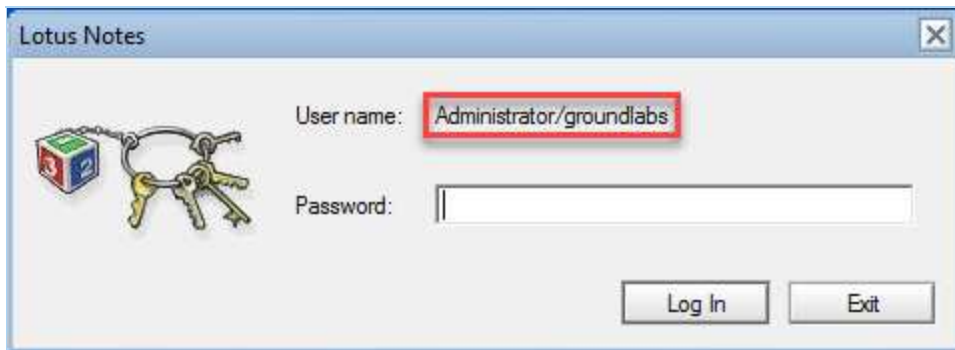 Lotus Notes
User name: Administrator/groundlabs
Password:
Log In Exit